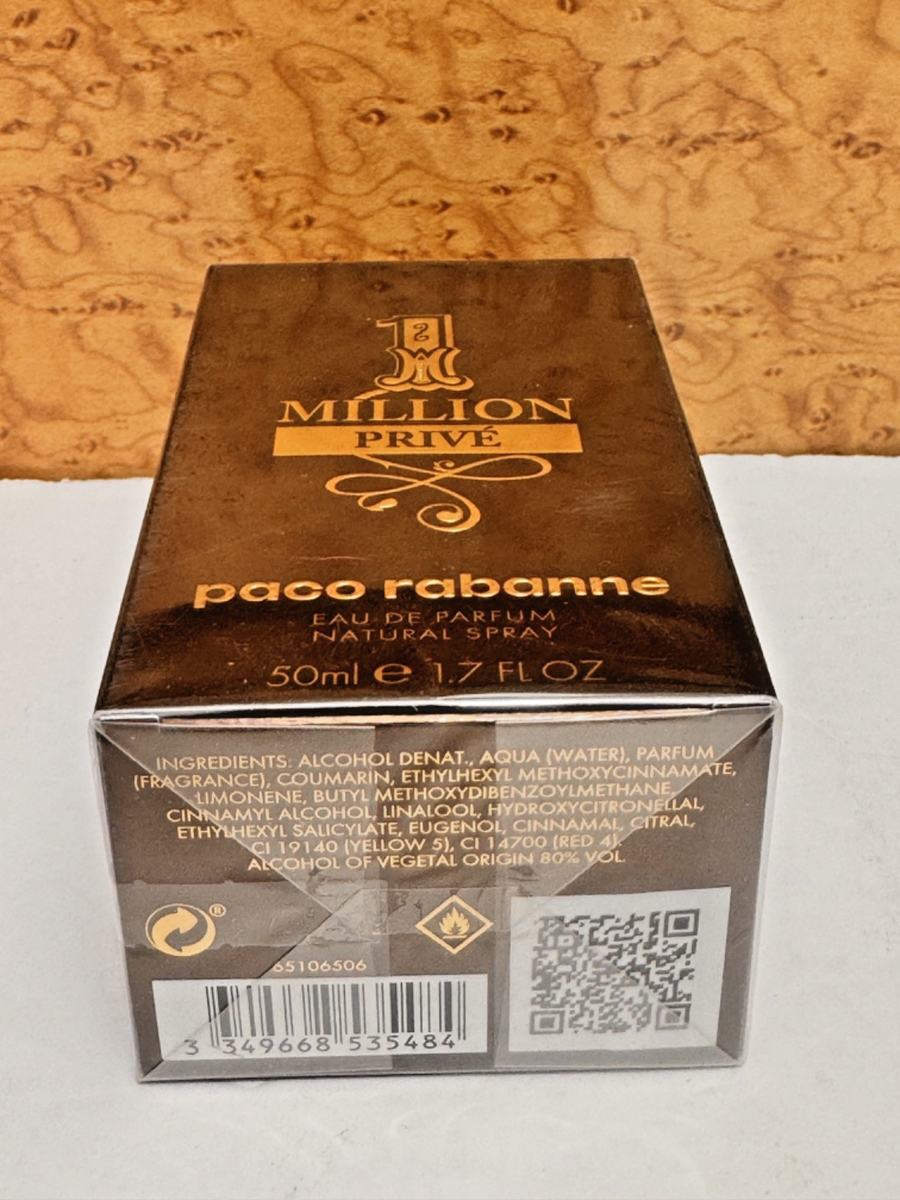 1
MILLION
PRIVÉ
paco rabanne
EAU DE PARFUM
NATURAL SPRAY
50ml e 1.7 FL OZ
INGREDIENTS: ALCOHOL DENAT., AQUA (WATER), PARFUM
(FRAGRANCE), COUMARIN, ETHYLHEXYL METHOXYCINNAMATE,
LIMONENE, BUTYL METHOXYDIBENZOYLMETHANE,
CINNAMYL ALCOHOL, LINALOOL, HYDROXYCITRONELLAL,
ETHYLHEXYL SALICYLATE, EUGENOL, CINNAMAL, CITRAL,
CI 19140 (YELLOW 5), CI 14700 (RED 4).
ALCOHOL OF VEGETAL ORIGIN 80% VOL.
®
65106506
3 349668 535484